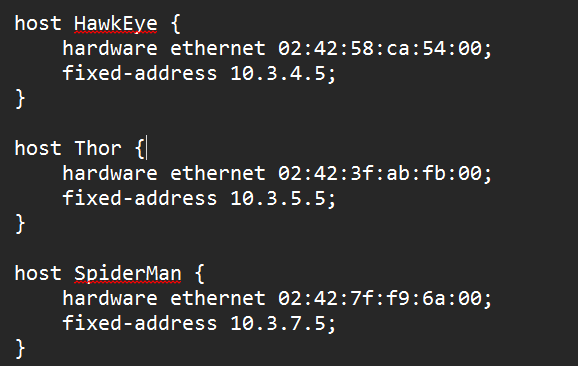 host HawkEye {
    hardware ethernet 02:42:58:ca:54:00;
    fixed-address 10.3.4.5;
}
host Thor {
    hardware ethernet 02:42:3f:ab:fb:00;
    fixed-address 10.3.5.5;
}
host SpiderMan {
    hardware ethernet 02:42:7f:f9:6a:00;
    fixed-address 10.3.7.5;
}